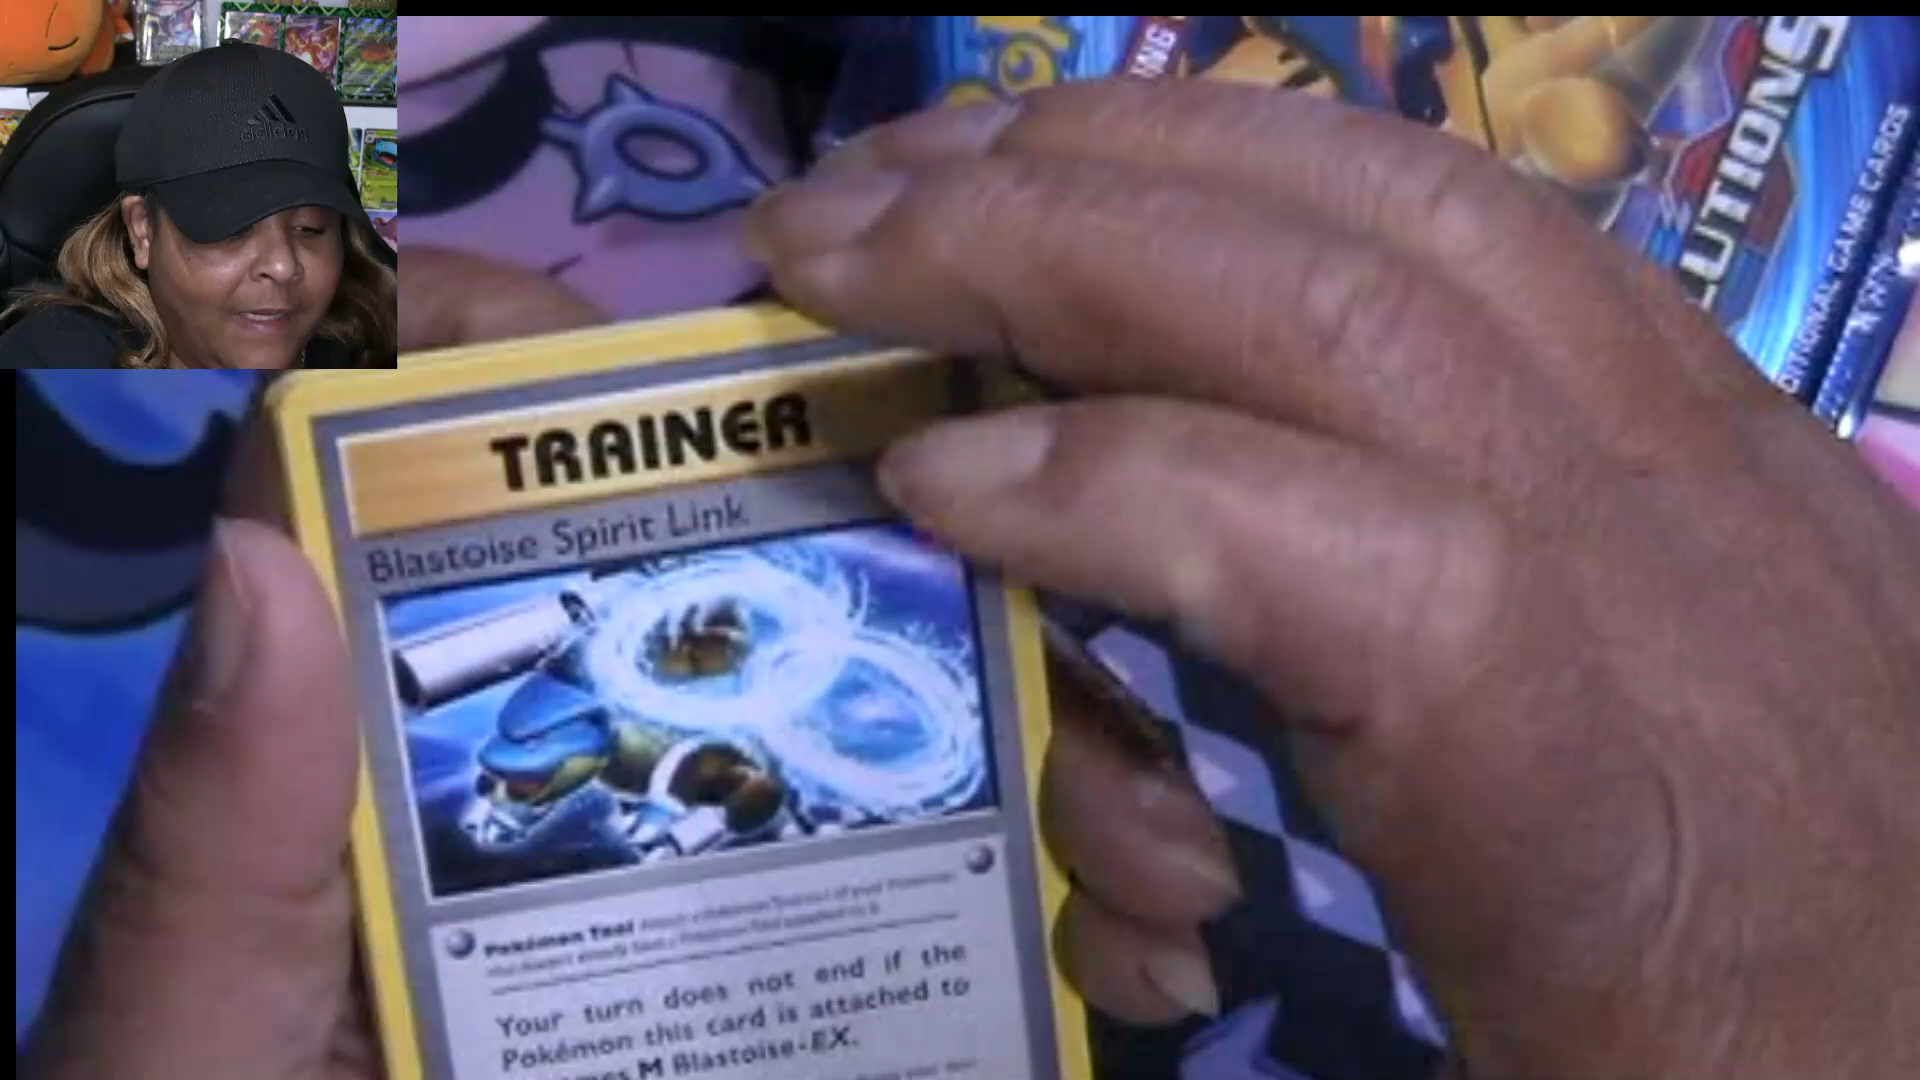 adidas
UTIONS
GAME CARDS
TRAINER
Blastoise Spirit Link
Pokémon Tool
Your turn does not end if the
Pokémon this card is attached to
M Blastoise-EX.